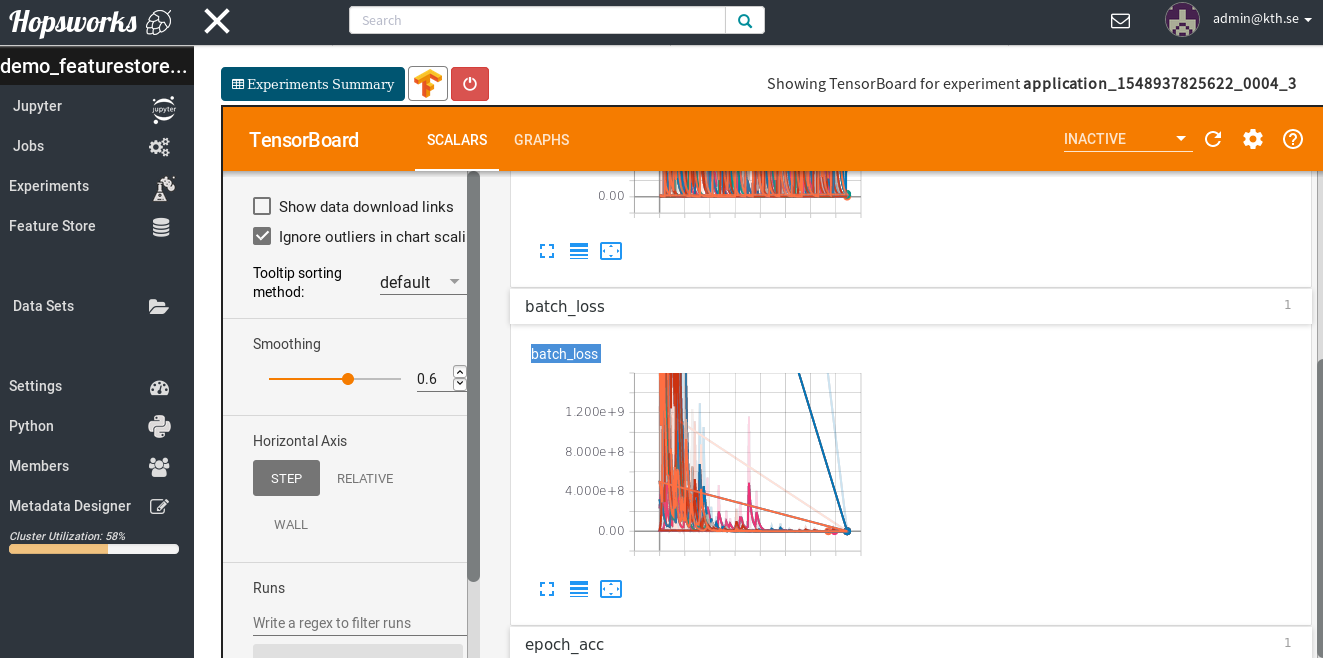 Hopsworks
Search
admin@kth.se
demo_featurestore...
Jupyter
jupyter
Jobs
Experiments
Feature Store
Data Sets
Settings
Python
Members
Metadata Designer
Cluster Utilization: 58%
Experiments Summary
Showing TensorBoard for experiment application_1548937825622_0004_3
TensorBoard
SCALARS
GRAPHS
INACTIVE
Show data download links
Ignore outliers in chart scali
Tooltip sorting
method:
default
Smoothing
0.6
Horizontal Axis
STEP
RELATIVE
WALL
Runs
Write a regex to filter runs
0.00
batch_loss
1
batch_loss
1.200e+9
8.000e+8
4.000e+8
0.00
epoch_acc
1